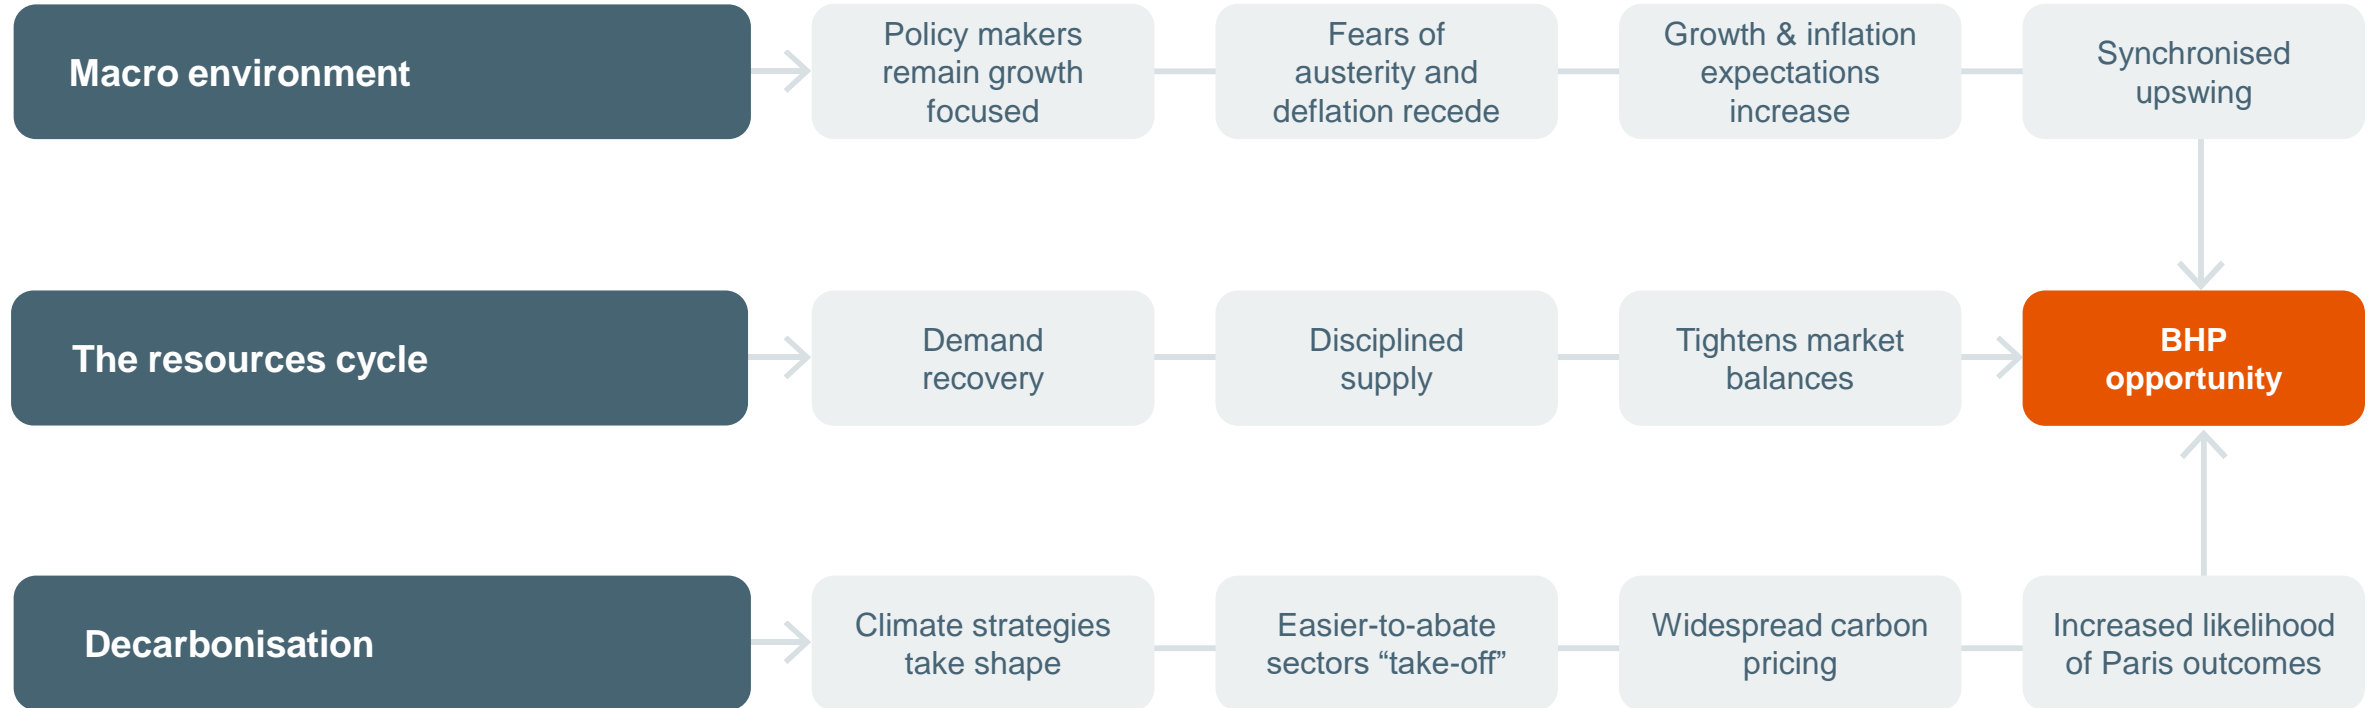 Macro environment
Policy makers
remain growth
focused
Fears of
austerity and
deflation recede
Growth & inflation
expectations
increase
Synchronised
upswing
The resources cycle
Demand
recovery
Disciplined
supply
Tightens market
balances
BHP
opportunity
Decarbonisation
Climate strategies
take shape
Easier-to-abate
sectors “take-off”
Widespread carbon
pricing
Increased likelihood
of Paris outcomes